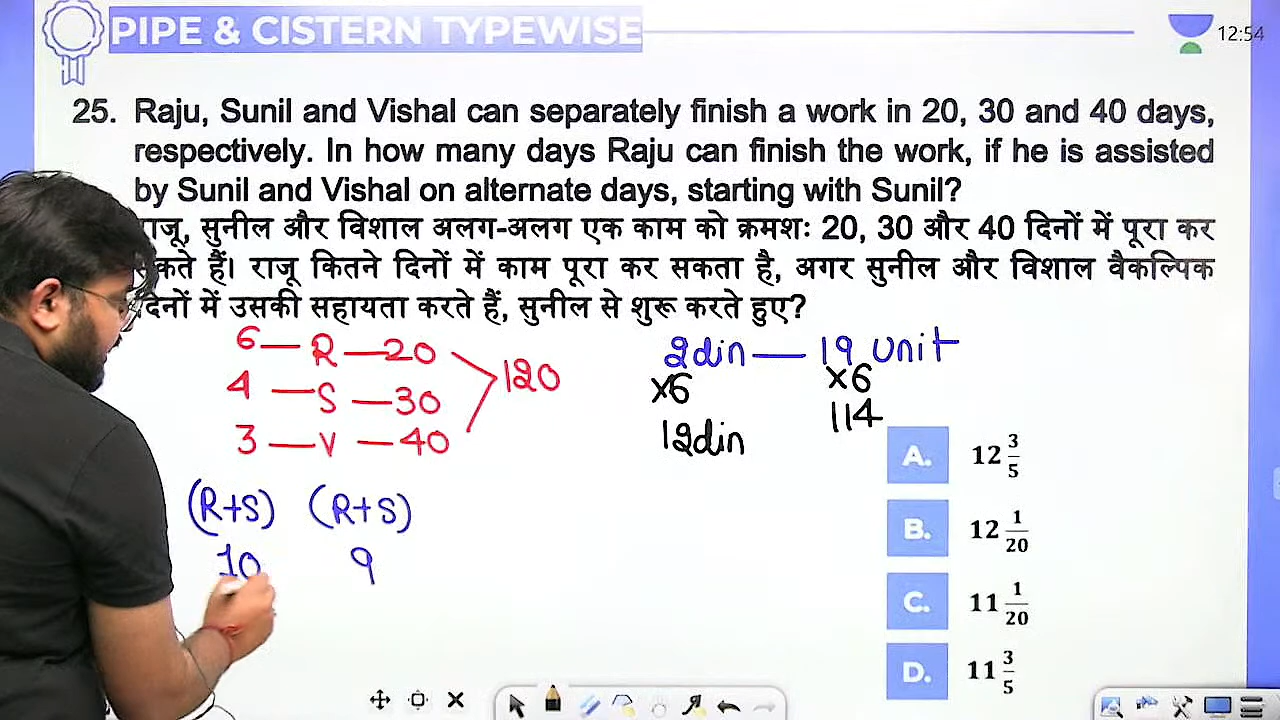 PIPE & CISTERN TYPEWISE
12:54
25. Raju, Sunil and Vishal can separately finish a work in 20, 30 and 40 days,
respectively. In how many days Raju can finish the work, if he is assisted
by Sunil and Vishal on alternate days, starting with Sunil?
राजू, सुनील और विशाल अलग-अलग एक काम को क्रमशः 20, 30 और 40 दिनों में पूरा कर
सकते हैं। राजू कितने दिनों में काम पूरा कर सकता है, अगर सुनील और विशाल वैकल्पिक
दिनों में उसकी सहायता करते हैं, सुनील से शुरू करते हुए?
6 — R — 20
4 — S — 30
3 — V — 40
120
2din — 19 unit
×6 ×6
12din 114
(R+S) (R+S)
10 9
A. 12 3/5
B. 12 1/20
C. 11 1/20
D. 11 3/5